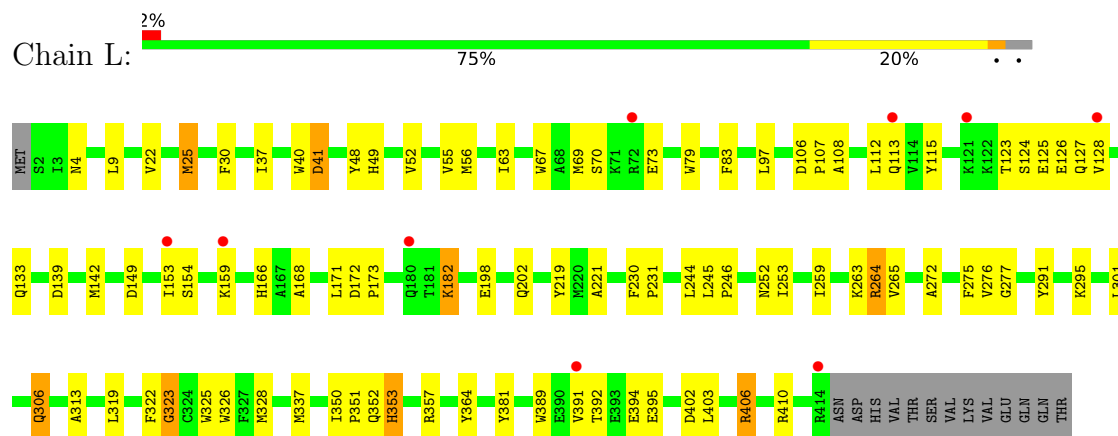 2%
Chain L:
75% 20% • •
MET S2 I3 N4 L9 V22 M25 F30 I37 W40 D41 Y48 H49 V52 V55 M56 I63 W67 A68 M69 S70 K71 R72 E73 W79 F83 L97 D106 P107 A108 L112 Q113 V114 Y115 K121 K122 T123 S124 E125 E126 Q127 V128
Q133 D139 M142 D149 I153 S154 K159 H166 A167 A168 L171 D172 P173 Q180 T181 K182 E198 Q202 Y219 M220 A221 F230 P231 L244 L245 P246 N252 I253 I259 K263 R264 V265 A272 F275 V276 G277 Y291 K295 L301
Q306 A313 L319 F322 G323 C324 W325 W326 F327 M328 M337 I350 P351 Q352 H353 R357 Y364 Y381 W389 E390 V391 T392 E393 E394 E395 D402 L403 R406 R410 R414 ASN ASP HIS VAL THR SER VAL LYS VAL GLU GLN GLN THR